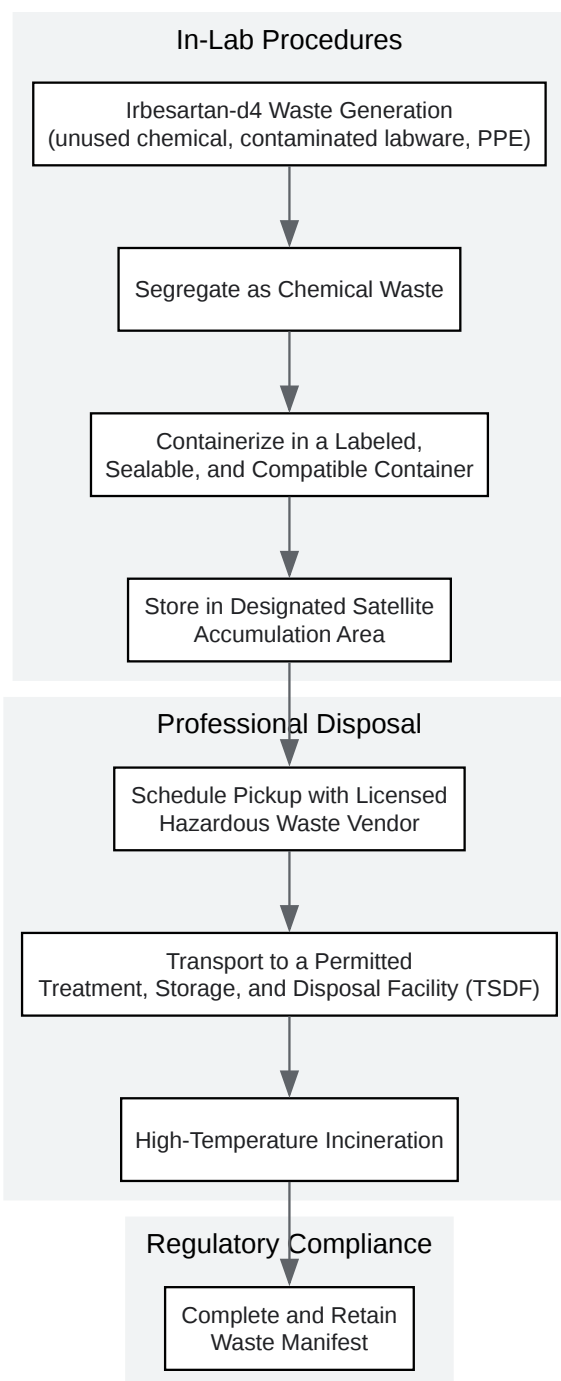 In-Lab Procedures
Irbesartan-d4 Waste Generation
(unused chemical, contaminated labware, PPE)
Segregate as Chemical Waste
Containerize in a Labeled,
Sealable, and Compatible Container
Store in Designated Satellite
Accumulation Area
Professional Disposal
Schedule Pickup with Licensed
Hazardous Waste Vendor
Transport to a Permitted
Treatment, Storage, and Disposal Facility (TSDF)
High-Temperature Incineration
Regulatory Compliance
Complete and Retain
Waste Manifest